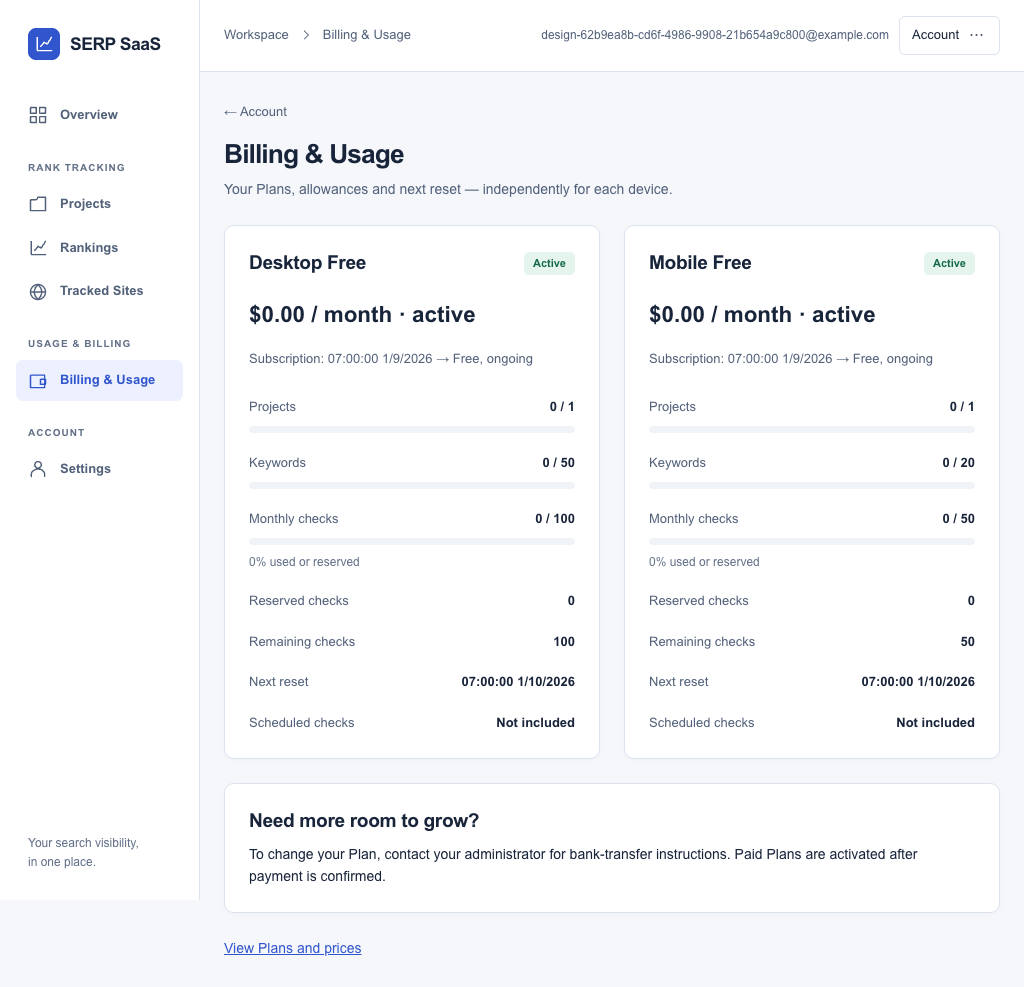 SERP SaaS
Overview
RANK TRACKING
Projects
Rankings
Tracked Sites
USAGE & BILLING
Billing & Usage
ACCOUNT
Settings
Your search visibility,
in one place.
Workspace > Billing & Usage
design-62b9ea8b-cd6f-4986-9908-21b654a9c800@example.com
Account ···
← Account
Billing & Usage
Your Plans, allowances and next reset — independently for each device.
Desktop Free
Active
$0.00 / month · active
Subscription: 07:00:00 1/9/2026 → Free, ongoing
Projects 0 / 1
Keywords 0 / 50
Monthly checks 0 / 100
0% used or reserved
Reserved checks 0
Remaining checks 100
Next reset 07:00:00 1/10/2026
Scheduled checks Not included
Mobile Free
Active
$0.00 / month · active
Subscription: 07:00:00 1/9/2026 → Free, ongoing
Projects 0 / 1
Keywords 0 / 20
Monthly checks 0 / 50
0% used or reserved
Reserved checks 0
Remaining checks 50
Next reset 07:00:00 1/10/2026
Scheduled checks Not included
Need more room to grow?
To change your Plan, contact your administrator for bank-transfer instructions. Paid Plans are activated after
payment is confirmed.
View Plans and prices